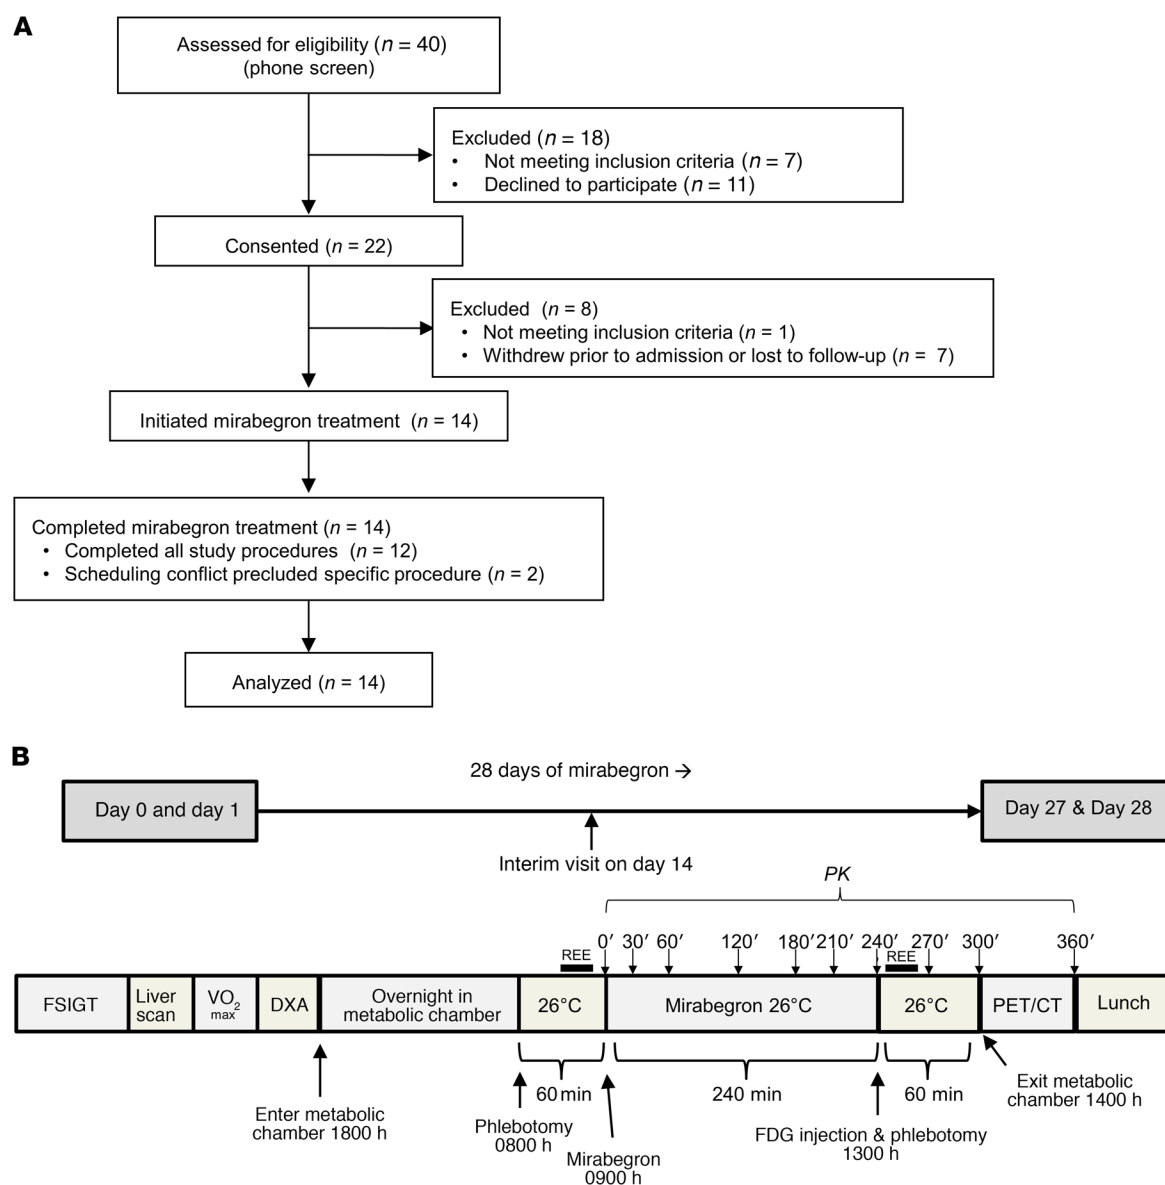 A
Assessed for eligibility (n = 40)
(phone screen)
Excluded (n = 18)
• Not meeting inclusion criteria (n = 7)
• Declined to participate (n = 11)
Consented (n = 22)
Excluded (n = 8)
• Not meeting inclusion criteria (n = 1)
• Withdrew prior to admission or lost to follow-up (n = 7)
Initiated mirabegron treatment (n = 14)
Completed mirabegron treatment (n = 14)
• Completed all study procedures (n = 12)
• Scheduling conflict precluded specific procedure (n = 2)
Analyzed (n = 14)
B
28 days of mirabegron →
Day 0 and day 1
Day 27 & Day 28
Interim visit on day 14
PK
0′ 30′ 60′ 120′ 180′ 210′ 240′ 270′ 300′ 360′
REE
REE
FSIGT
Liver
scan
VO2
max
DXA
Overnight in
metabolic chamber
26°C
Mirabegron 26°C
26°C
PET/CT
Lunch
60 min
240 min
60 min
Enter metabolic
chamber 1800 h
Phlebotomy
0800 h
Mirabegron
0900 h
FDG injection & phlebotomy
1300 h
Exit metabolic
chamber 1400 h